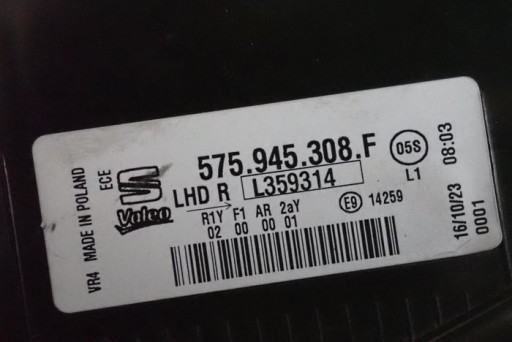 VR4 MADE IN POLAND
ECE
Valeo
575.945.308.F
LHD R L359314
R1Y F1 AR 2aY
02 00 00 01
E9 14259
05S
L1
16/10/23 08:03
0001